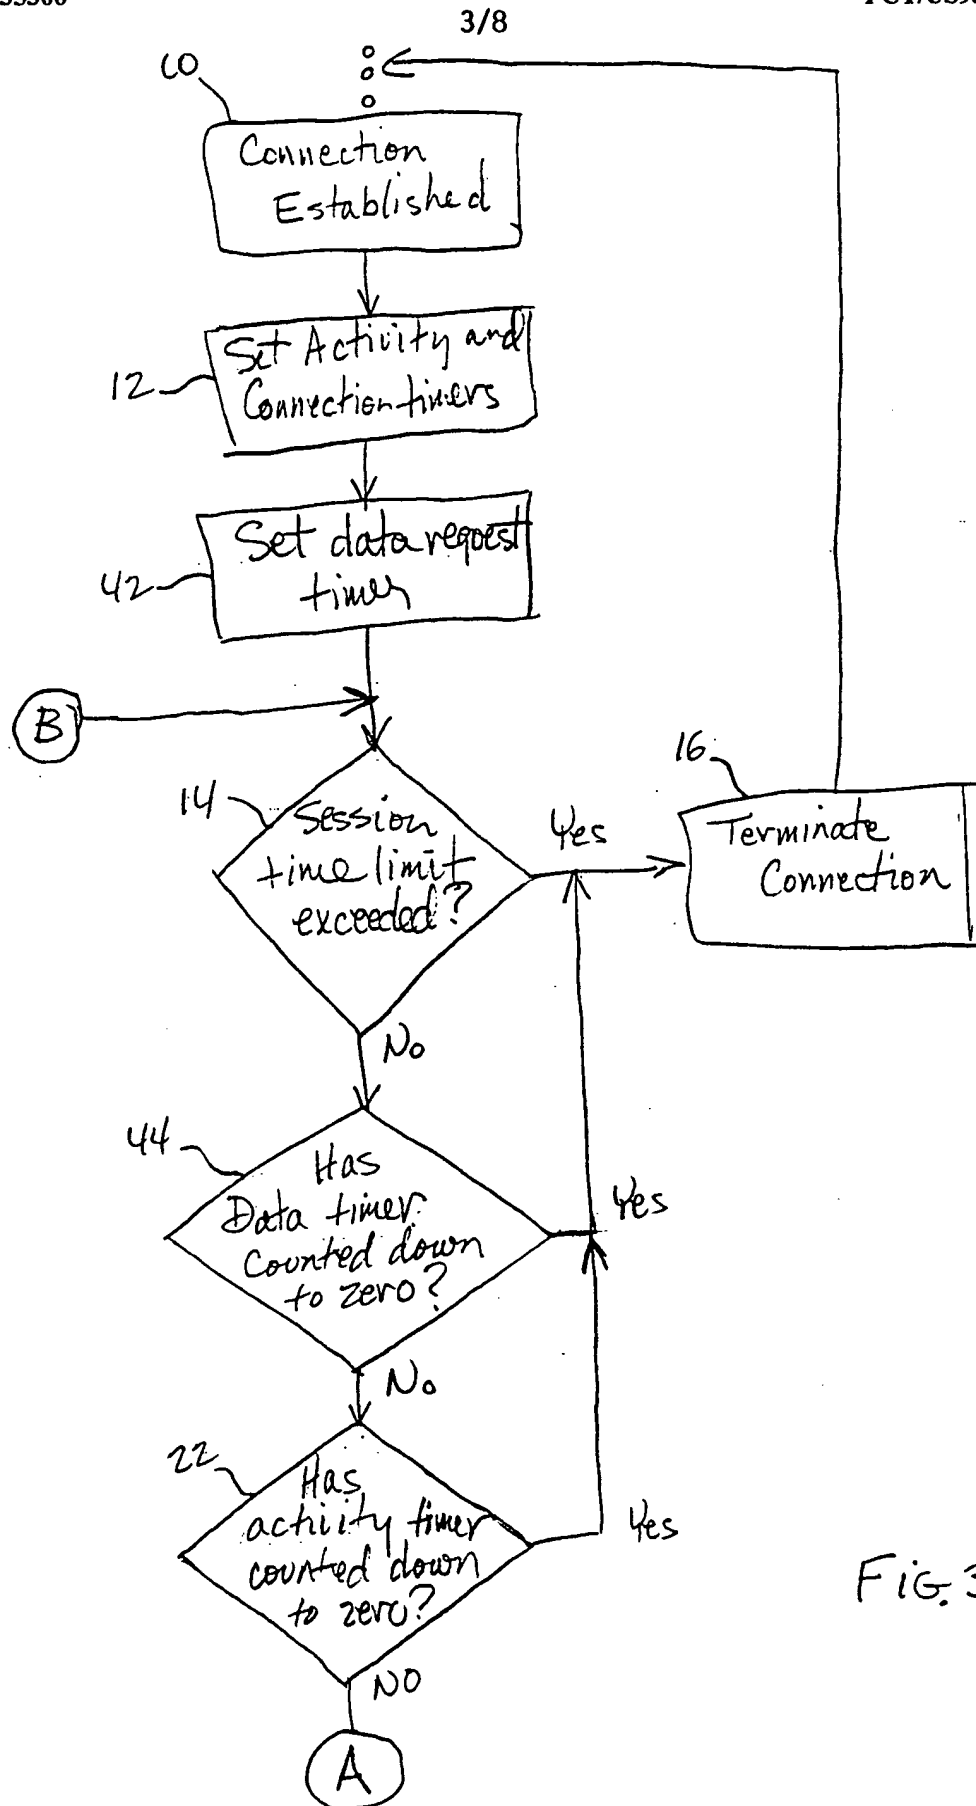 3/8
10
Connection
Established
Set Activity and
Connection timers
12
Set data request
timer
42
B
14
Session
time limit
exceeded?
Yes
16
Terminate
Connection
No
44
Has
Data timer
counted down
to zero?
Yes
No
22
Has
activity timer
counted down
to zero?
Yes
FIG. 3
NO
A